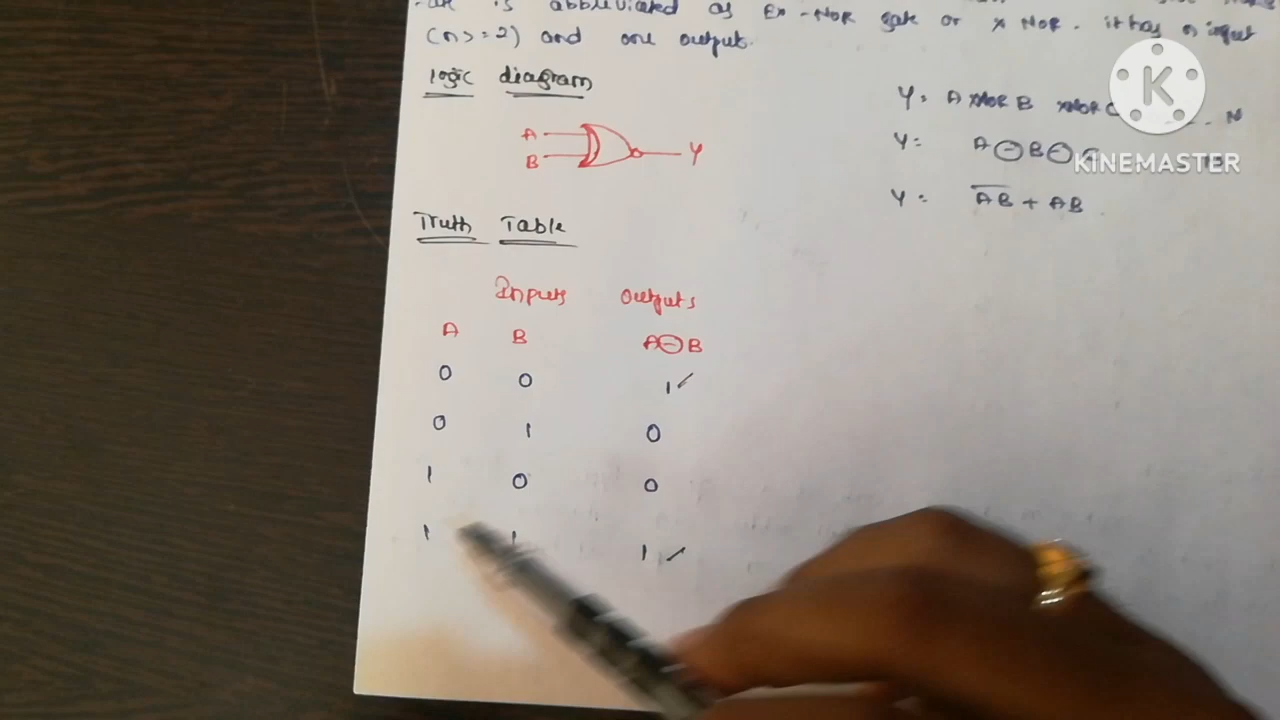 is abbreviated as Ex-NOR gate or XNOR. it has n input
(n>=2) and one output.
logic diagram
A
B
Y
Y = A XNOR B XNOR C ... N
Y = A ⊖ B ⊖
Y = A̅B̅ + AB.
K
KINEMASTER
Truth Table
Inputs Outputs
A B A⊖B
0 0 1 ✓
0 1 0
1 0 0
1 1 1 ✓